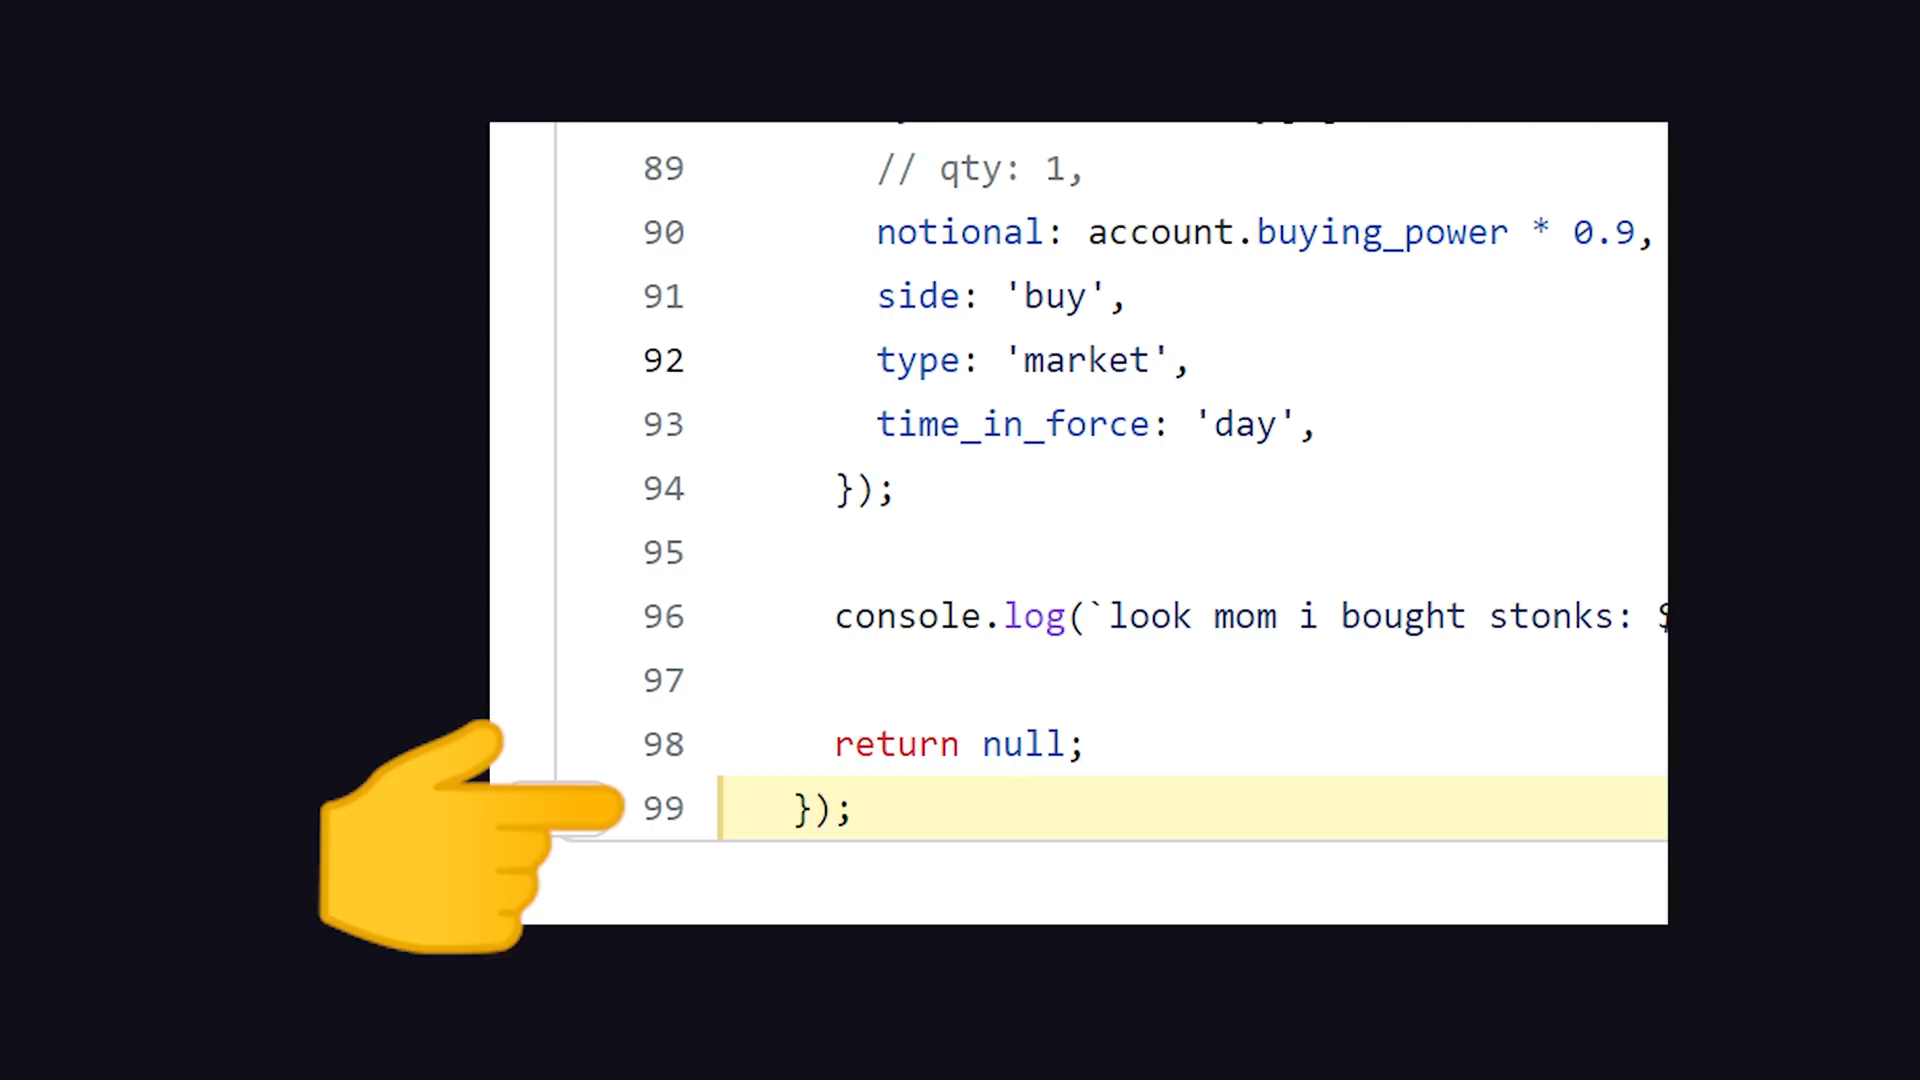 89 // qty: 1,
90 notional: account.buying_power * 0.9,
91 side: 'buy',
92 type: 'market',
93 time_in_force: 'day',
94 });
95
96 console.log(`look mom i bought stonks: $
97
98 return null;
99 });